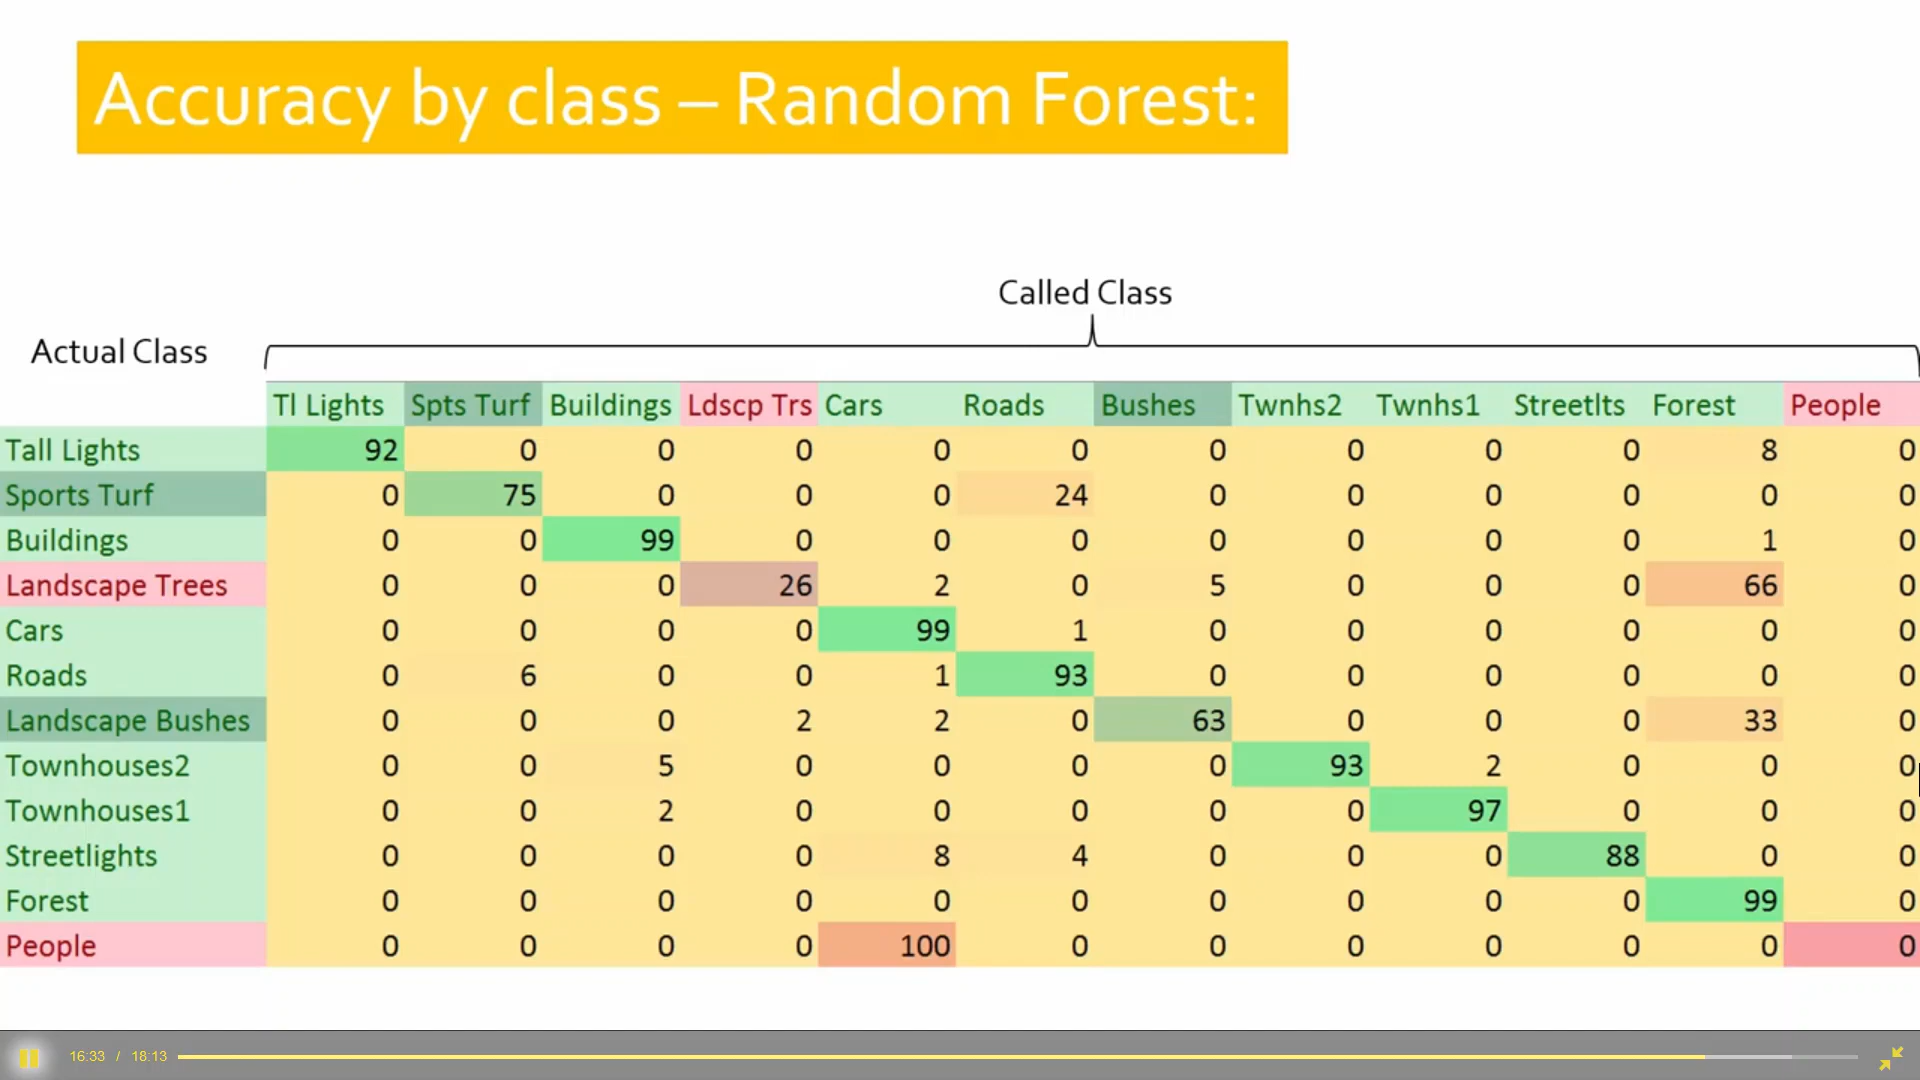 Accuracy by class – Random Forest:
Called Class
Actual Class
Tl Lights Spts Turf Buildings Ldscp Trs Cars Roads Bushes Twnhs2 Twnhs1 Streetlts Forest People
Tall Lights 92 0 0 0 0 0 0 0 0 0 8 0
Sports Turf 0 75 0 0 0 24 0 0 0 0 0 0
Buildings 0 0 99 0 0 0 0 0 0 0 1 0
Landscape Trees 0 0 0 26 2 0 5 0 0 0 66 0
Cars 0 0 0 0 99 1 0 0 0 0 0 0
Roads 0 6 0 0 1 93 0 0 0 0 0 0
Landscape Bushes 0 0 0 2 2 0 63 0 0 0 33 0
Townhouses2 0 0 5 0 0 0 0 93 2 0 0 0
Townhouses1 0 0 2 0 0 0 0 0 97 0 0 0
Streetlights 0 0 0 0 8 4 0 0 0 88 0 0
Forest 0 0 0 0 0 0 0 0 0 0 99 0
People 0 0 0 0 100 0 0 0 0 0 0 0
16:33 / 18:13